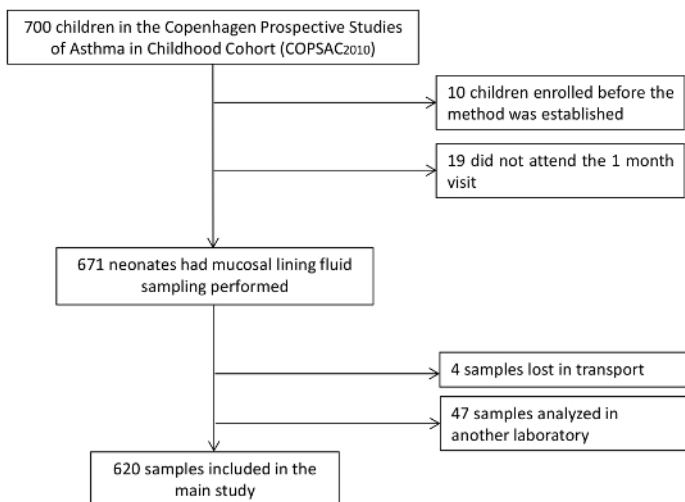 700 children in the Copenhagen Prospective Studies
of Asthma in Childhood Cohort (COPSAC2010)
10 children enrolled before the
method was established
19 did not attend the 1 month
visit
671 neonates had mucosal lining fluid
sampling performed
4 samples lost in transport
47 samples analyzed in
another laboratory
620 samples included in the
main study